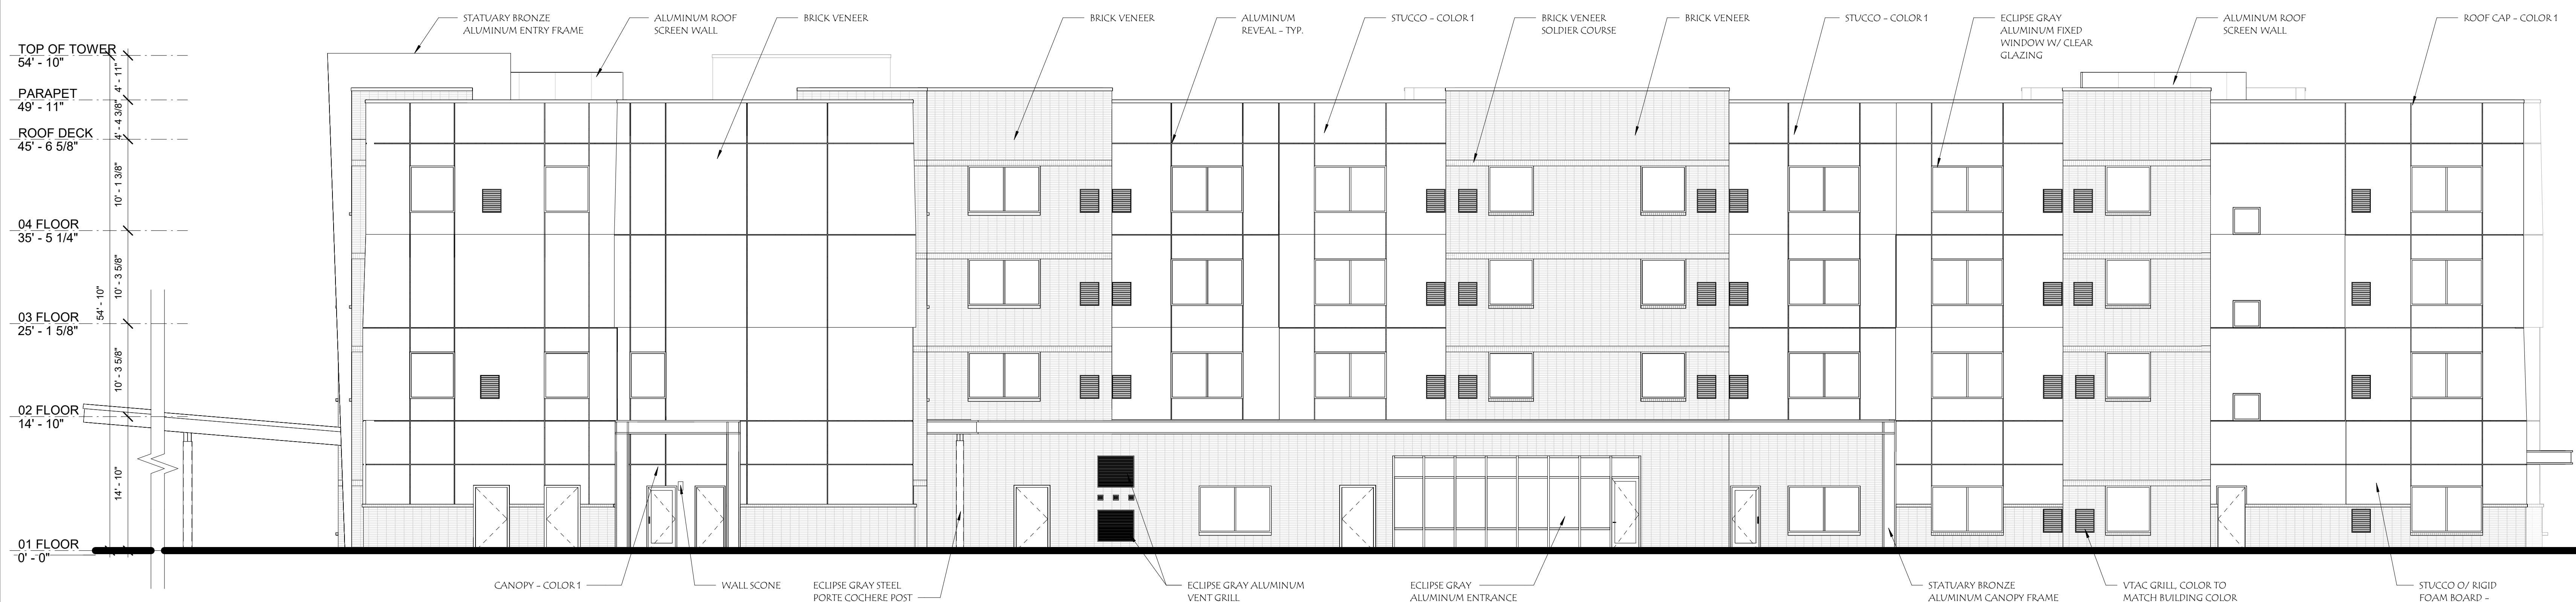 STATUARY BRONZE
ALUMINUM ENTRY FRAME
ALUMINUM ROOF
SCREEN WALL
BRICK VENEER
BRICK VENEER
ALUMINUM
REVEAL - TYP.
STUCCO - COLOR 1
BRICK VENEER
SOLDIER COURSE
BRICK VENEER
STUCCO - COLOR 1
ECLIPSE GRAY
ALUMINUM FIXED
WINDOW W/ CLEAR
GLAZING
ALUMINUM ROOF
SCREEN WALL
ROOF CAP - COLOR 1
TOP OF TOWER
54' - 10"
4' - 11"
PARAPET
49' - 11"
4' - 4 3/8"
ROOF DECK
45' - 6 5/8"
10' - 1 3/8"
04 FLOOR
35' - 5 1/4"
10' - 3 5/8"
54' - 10"
03 FLOOR
25' - 1 5/8"
10' - 3 5/8"
02 FLOOR
14' - 10"
14' - 10"
01 FLOOR
0' - 0"
CANOPY - COLOR 1
WALL SCONE
ECLIPSE GRAY STEEL
PORTE COCHERE POST
ECLIPSE GRAY ALUMINUM
VENT GRILL
ECLIPSE GRAY
ALUMINUM ENTRANCE
STATUARY BRONZE
ALUMINUM CANOPY FRAME
VTAC GRILL, COLOR TO
MATCH BUILDING COLOR
STUCCO O/ RIGID
FOAM BOARD -